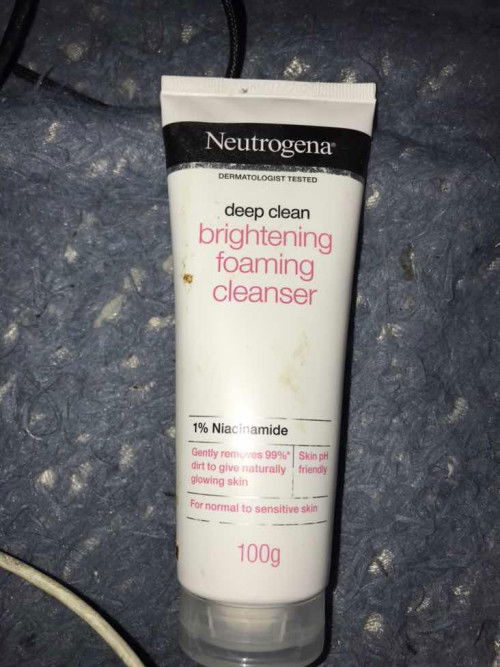 Neutrogena®
DERMATOLOGIST TESTED
deep clean
brightening
foaming
cleanser
1% Niacinamide
Gently removes 99%*
dirt to give naturally
glowing skin
Skin pH
friendly
For normal to sensitive skin
100g